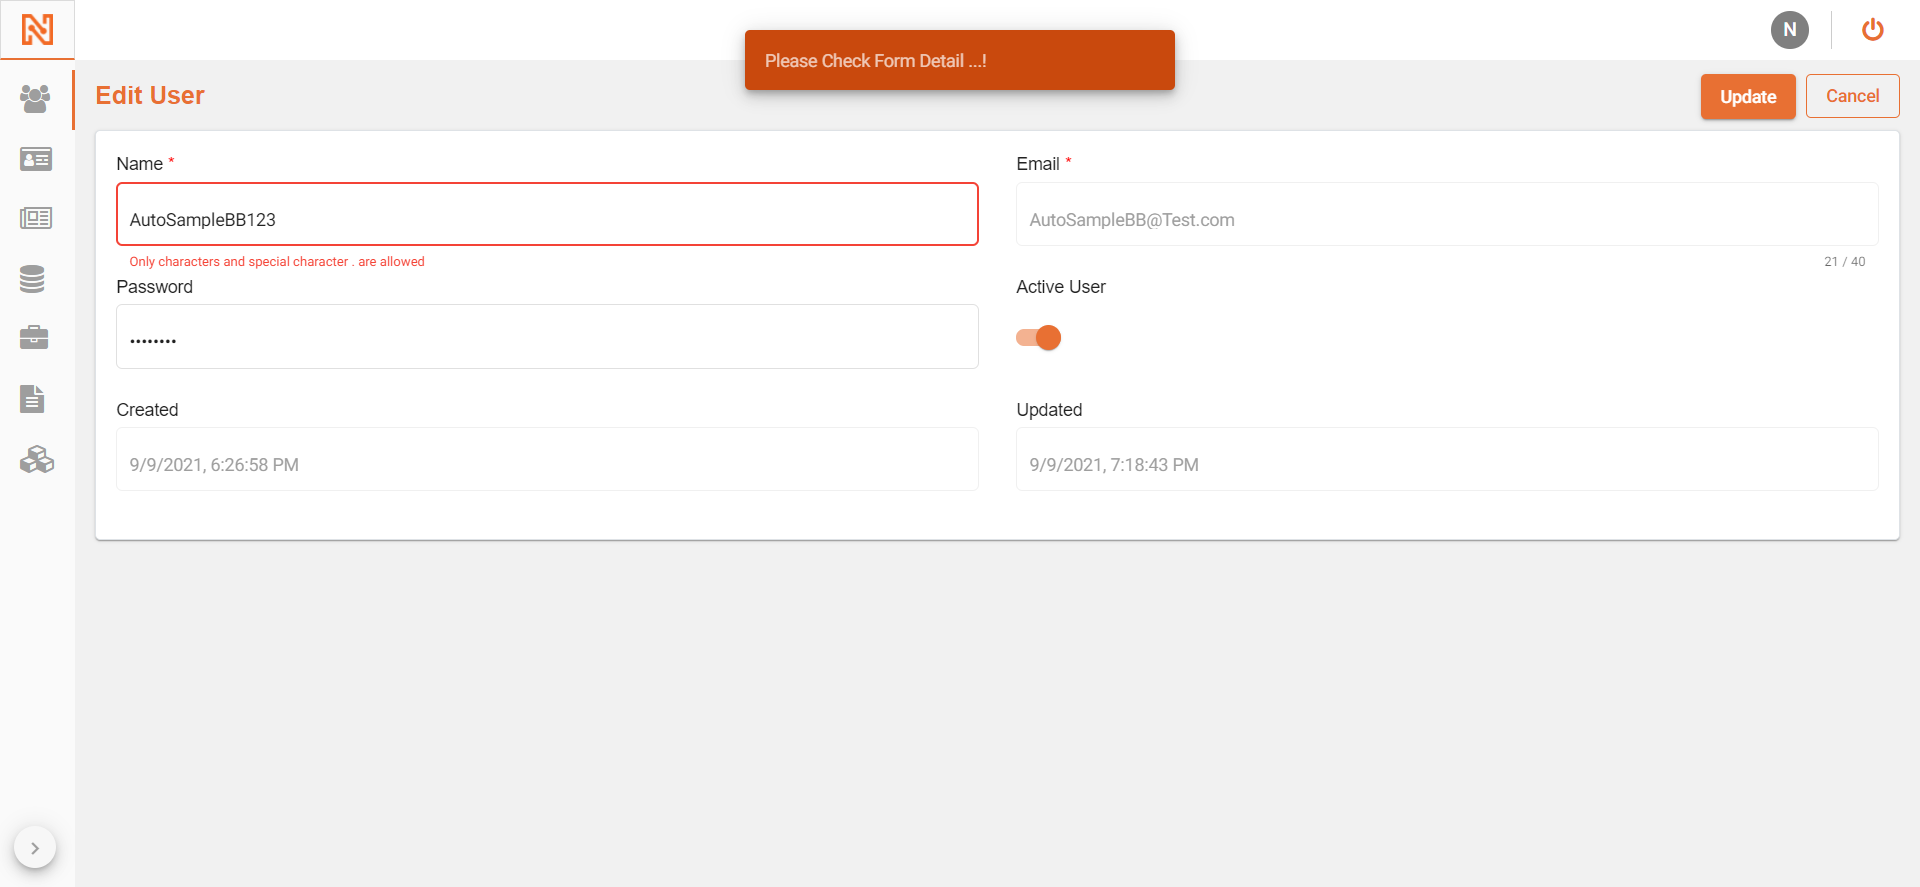 N
Please Check Form Detail ...!
Edit User
Update
Cancel
Name *
Email *
AutoSampleBB123
AutoSampleBB@Test.com
Only characters and special character . are allowed
21 / 40
Password
Active User
••••••••
Created
Updated
9/9/2021, 6:26:58 PM
9/9/2021, 7:18:43 PM